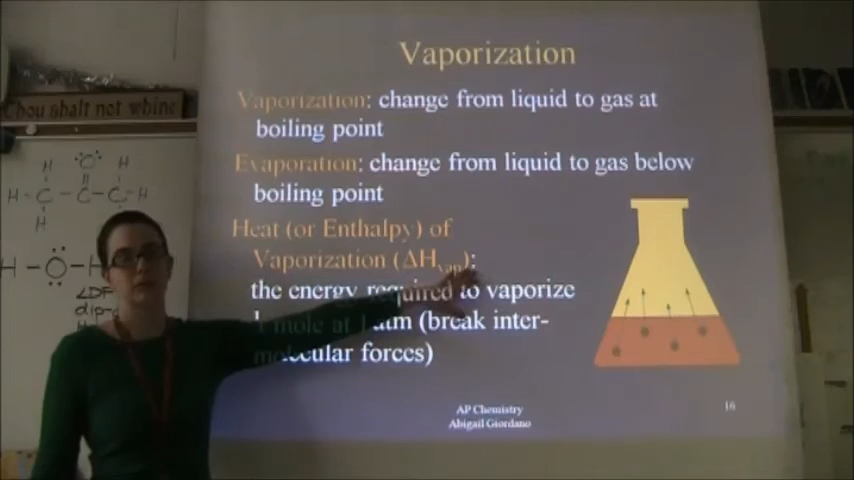 Vaporization
Vaporization: change from liquid to gas at
boiling point
Evaporation: change from liquid to gas below
boiling point
Heat (or Enthalpy) of
Vaporization (ΔHvap):
the energy required to vaporize
1 mole at 1 atm (break inter-
molecular forces)
AP Chemistry
Abigail Giordano
16
Thou shalt not whine
H O H
H - C - C - C - H
H
H - O - H
LDF
dip-d